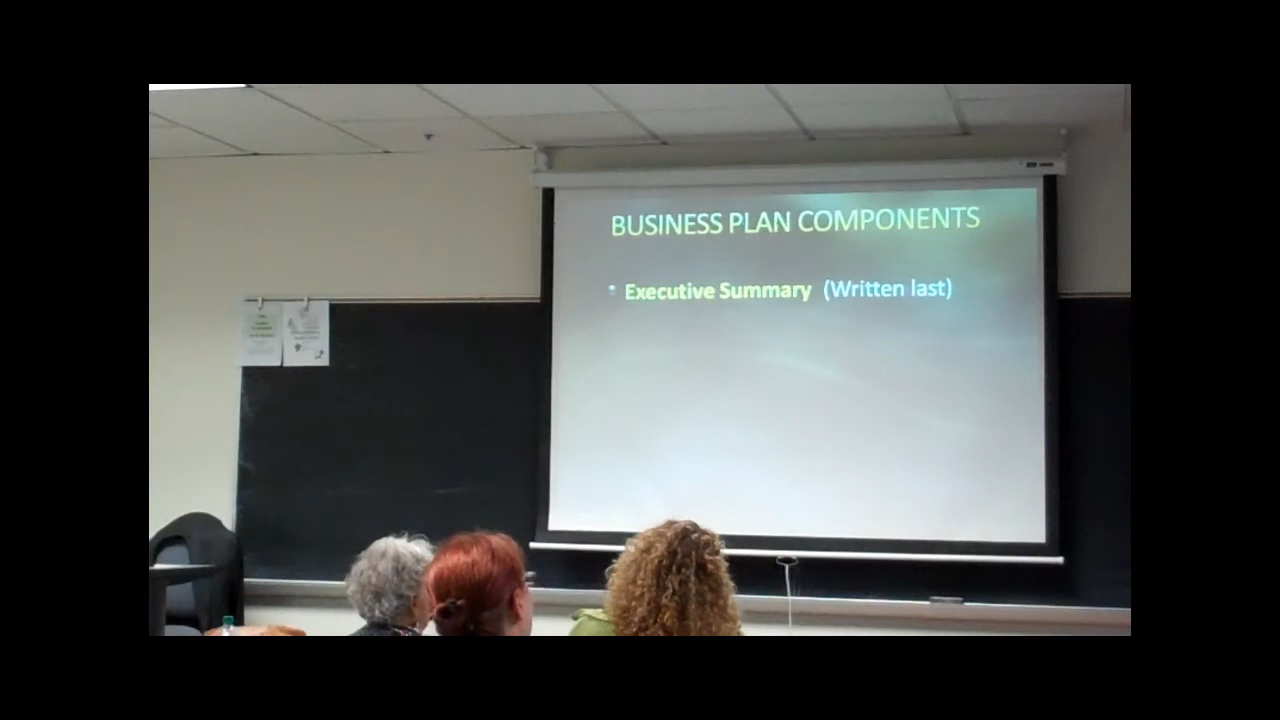 BUSINESS PLAN COMPONENTS
• Executive Summary (Written last)